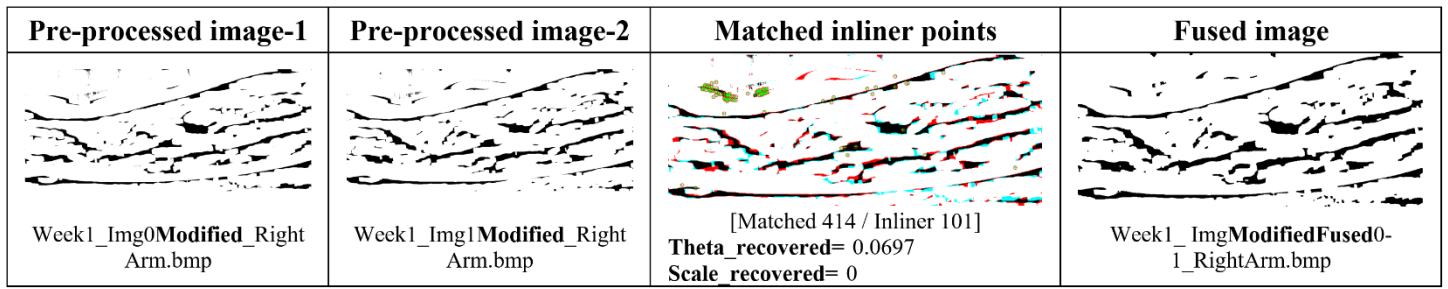 Pre-processed image-1
Pre-processed image-2
Matched inliner points
Fused image
Week1_Img0Modified_Right
Arm.bmp
Week1_Img1Modified_Right
Arm.bmp
[Matched 414 / Inlier 101]
Theta_recovered= 0.0697
Scale_recovered= 0
Week1_ ImgModifiedFused0-
1_RightArm.bmp